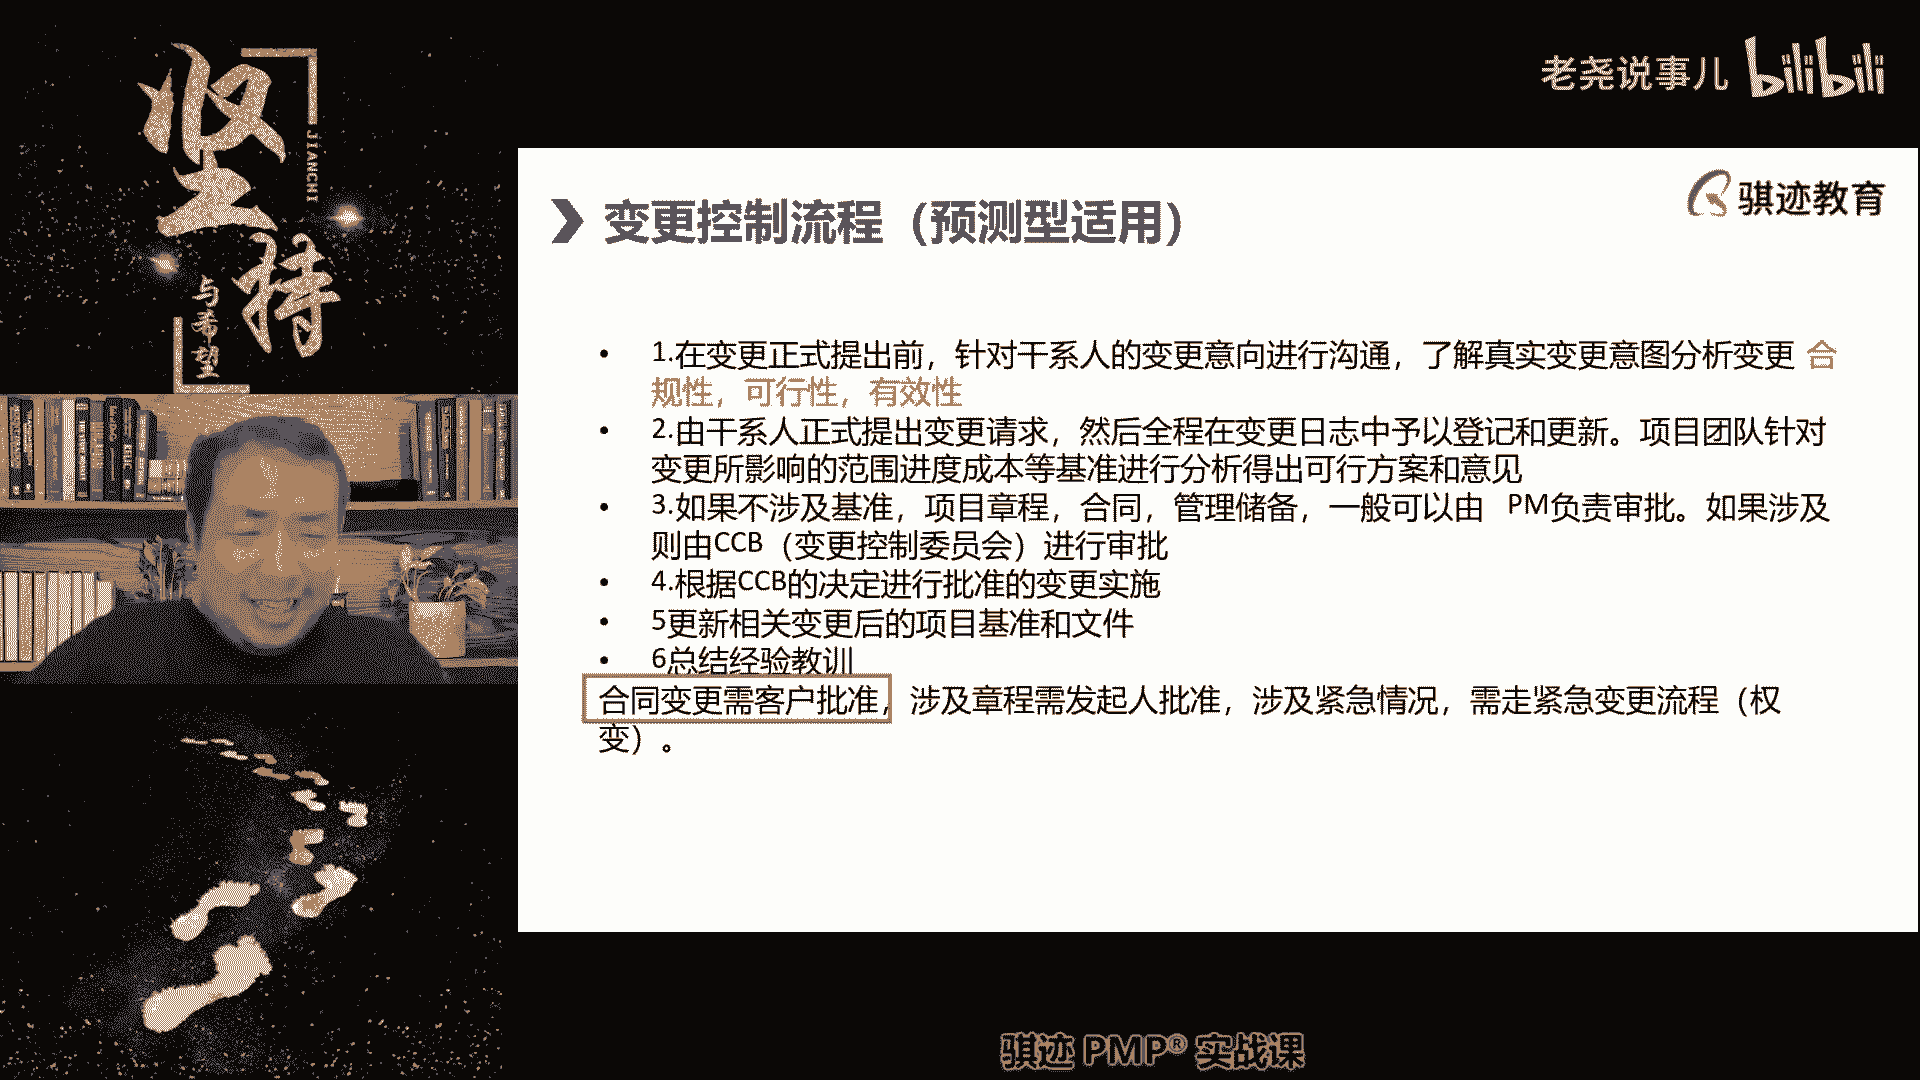 坚持
JIANCHI
与希望
老尧说事儿 bilibili
骐迹教育
变更控制流程（预测型适用）
• 1.在变更正式提出前，针对干系人的变更意向进行沟通，了解真实变更意图分析变更 合
规性，可行性，有效性
• 2.由干系人正式提出变更请求，然后全程在变更日志中予以登记和更新。项目团队针对
变更所影响的范围进度成本等基准进行分析得出可行方案和意见
• 3.如果不涉及基准，项目章程，合同，管理储备，一般可以由 PM负责审批。如果涉及
则由CCB（变更控制委员会）进行审批
• 4.根据CCB的决定进行批准的变更实施
• 5更新相关变更后的项目基准和文件
• 6总结经验教训
合同变更需客户批准，涉及章程需发起人批准，涉及紧急情况，需走紧急变更流程（权
变）。
骐迹 PMP® 实战课